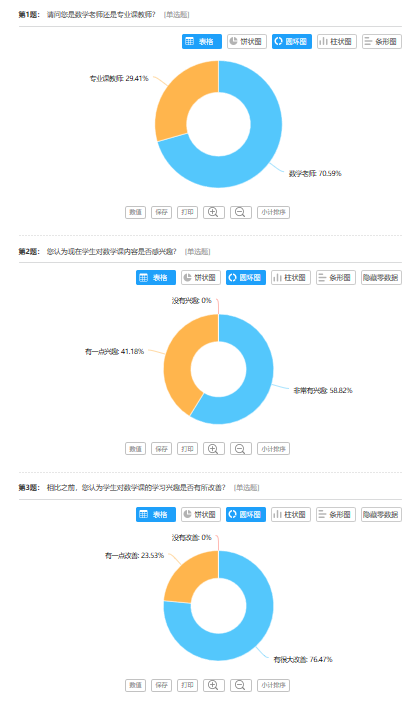 第1题： 请问您是数学老师还是专业课教师？ [单选题]
表格 饼状图 圆环图 柱状图 条形图
专业课教师: 29.41%
数学老师: 70.59%
数值 保存 打印 小计排序
第2题： 您认为现在学生对数学课内容是否感兴趣？ [单选题]
表格 饼状图 圆环图 柱状图 条形图 隐藏零数据
没有兴趣: 0%
有一点兴趣: 41.18%
非常有兴趣: 58.82%
数值 保存 打印 小计排序
第3题： 相比之前，您认为学生对数学课的学习兴趣是否有所改善？ [单选题]
表格 饼状图 圆环图 柱状图 条形图 隐藏零数据
没有改善: 0%
有一点改善: 23.53%
有很大改善: 76.47%
数值 保存 打印 小计排序